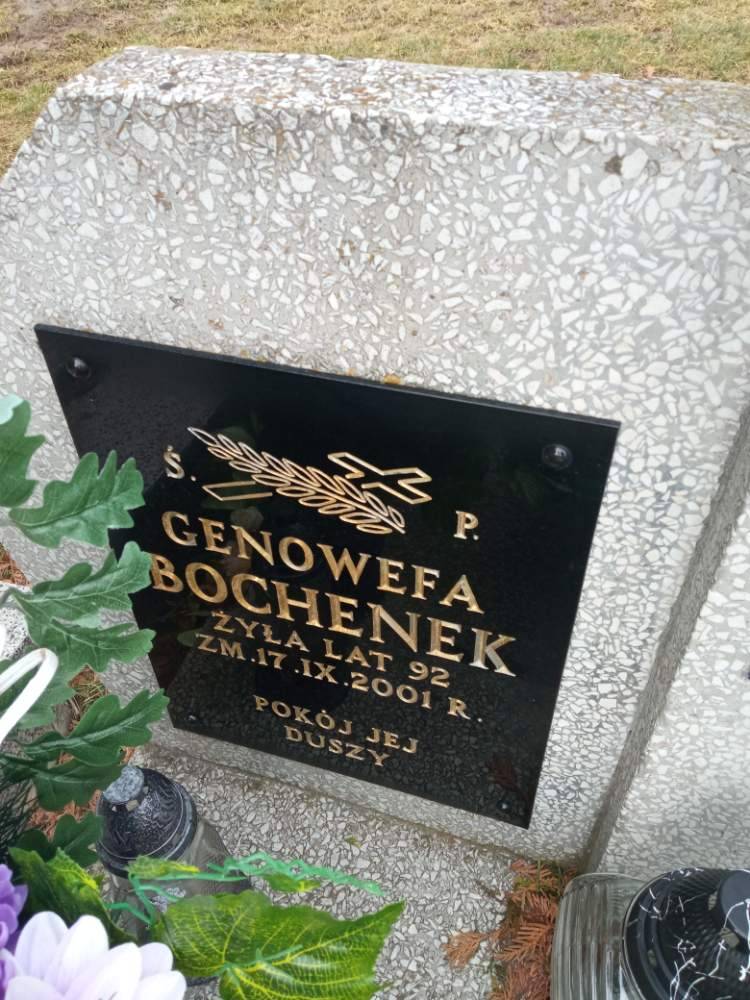 Ś. P.
GENOWEFA
BOCHENEK
ŻYŁA LAT 92
ZM.17.IX.2001 R.
POKÓJ JEJ
DUSZY